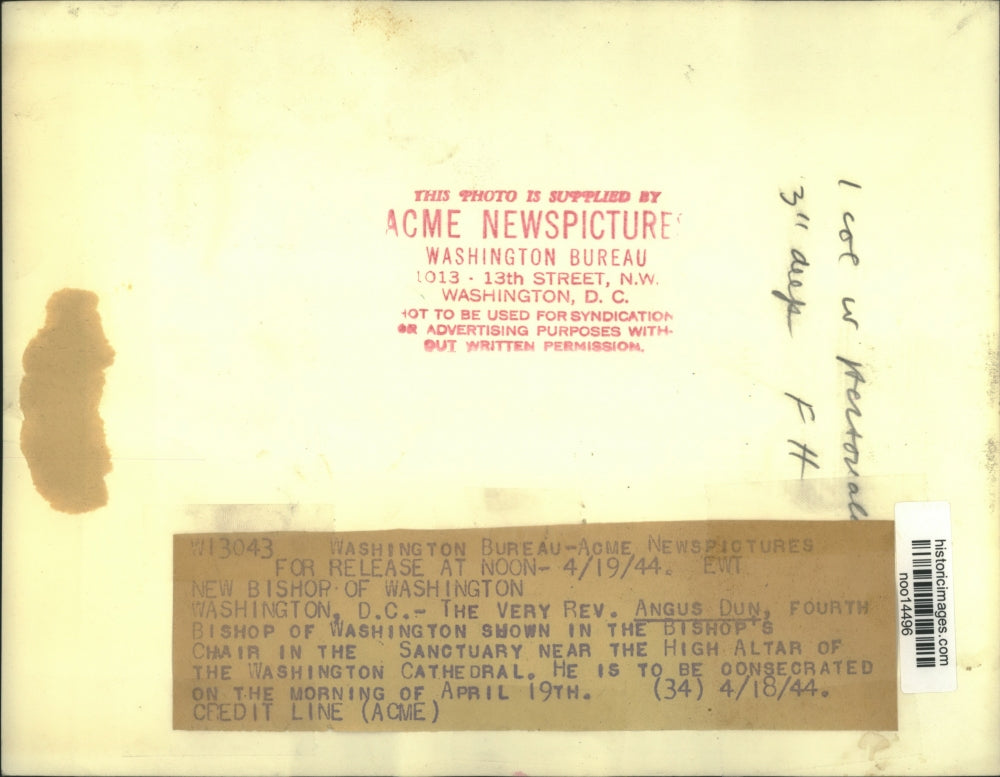 THIS PHOTO IS SUPPLIED BY
ACME NEWSPICTURES
WASHINGTON BUREAU
1013 - 13th STREET, N.W.
WASHINGTON, D. C.
NOT TO BE USED FOR SYNDICATION
OR ADVERTISING PURPOSES WITH-
OUT WRITTEN PERMISSION.
1 col w
3" deep FH
W13043 WASHINGTON BUREAU-ACME NEWSPICTURES
FOR RELEASE AT NOON- 4/19/44. EWT
NEW BISHOP OF WASHINGTON
WASHINGTON, D.C.- THE VERY REV. ANGUS DUN, FOURTH
BISHOP OF WASHINGTON SHOWN IN THE BISHOP'S
CHAIR IN THE SANCTUARY NEAR THE HIGH ALTAR OF
THE WASHINGTON CATHEDRAL. HE IS TO BE CONSECRATED
ON THE MORNING OF APRIL 19TH. (34) 4/18/44.
CREDIT LINE (ACME)
historicimages.com
noo14496